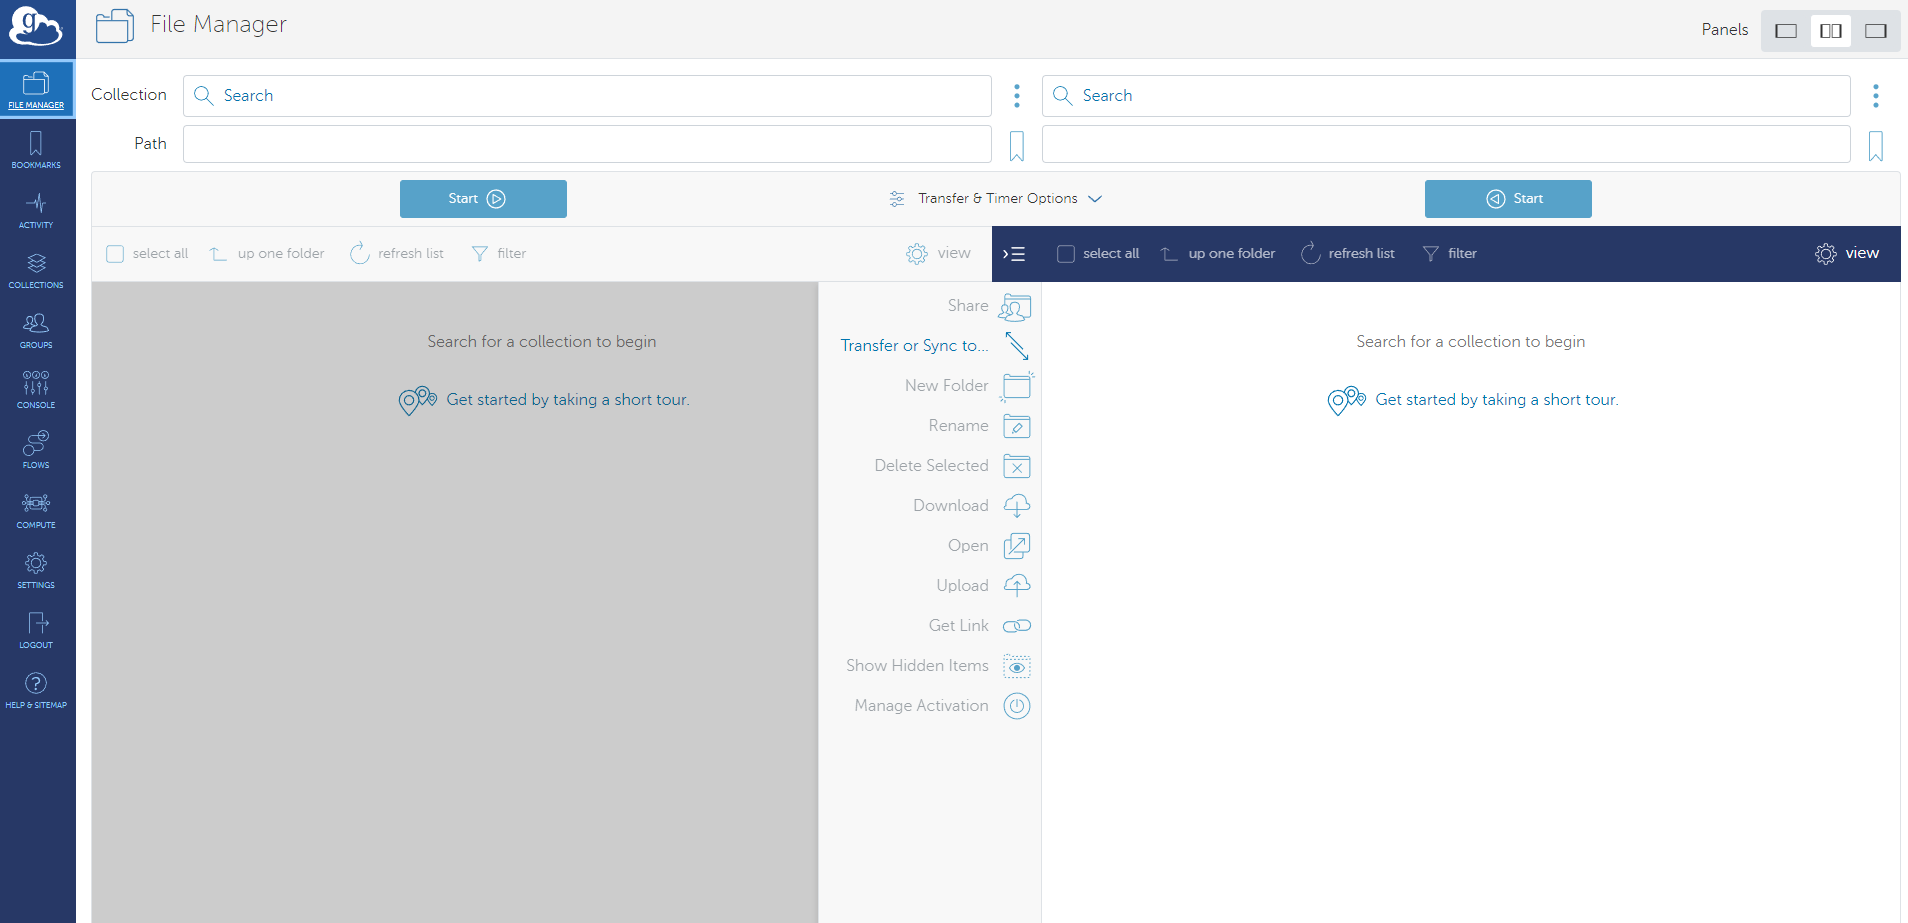 g
File Manager
Panels
FILE MANAGER
BOOKMARKS
ACTIVITY
COLLECTIONS
GROUPS
CONSOLE
FLOWS
COMPUTE
SETTINGS
LOGOUT
HELP & SITEMAP
Collection
Search
Search
Path
Start
Transfer & Timer Options
Start
select all up one folder refresh list filter view
select all up one folder refresh list filter view
Search for a collection to begin
Get started by taking a short tour.
Share
Transfer or Sync to...
New Folder
Rename
Delete Selected
Download
Open
Upload
Get Link
Show Hidden Items
Manage Activation
Search for a collection to begin
Get started by taking a short tour.